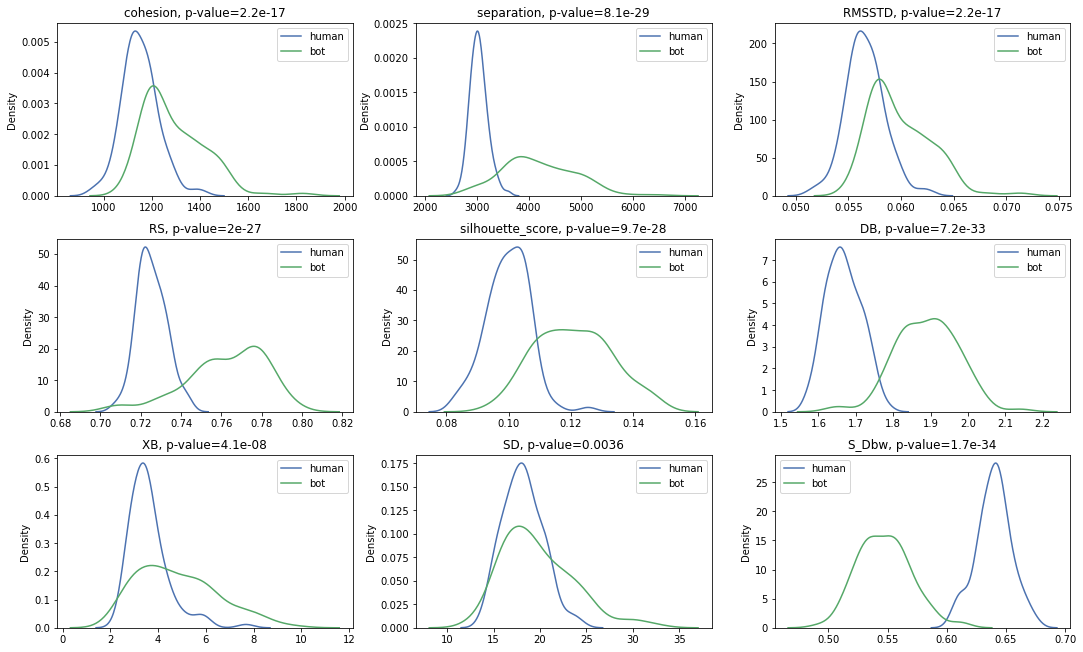 cohesion, p-value=2.2e-17
human
bot
Density
0.005
0.004
0.003
0.002
0.001
0.000
1000 1200 1400 1600 1800 2000
separation, p-value=8.1e-29
human
bot
Density
0.0025
0.0020
0.0015
0.0010
0.0005
0.0000
2000 3000 4000 5000 6000 7000
RMSSTD, p-value=2.2e-17
human
bot
Density
200
150
100
50
0
0.050 0.055 0.060 0.065 0.070 0.075
RS, p-value=2e-27
human
bot
Density
50
40
30
20
10
0
0.68 0.70 0.72 0.74 0.76 0.78 0.80 0.82
silhouette_score, p-value=9.7e-28
human
bot
Density
50
40
30
20
10
0
0.08 0.10 0.12 0.14 0.16
DB, p-value=7.2e-33
human
bot
Density
7
6
5
4
3
2
1
0
1.5 1.6 1.7 1.8 1.9 2.0 2.1 2.2
XB, p-value=4.1e-08
human
bot
Density
0.6
0.5
0.4
0.3
0.2
0.1
0.0
0 2 4 6 8 10 12
SD, p-value=0.0036
human
bot
Density
0.175
0.150
0.125
0.100
0.075
0.050
0.025
0.000
10 15 20 25 30 35
S_Dbw, p-value=1.7e-34
human
bot
Density
25
20
15
10
5
0
0.50 0.55 0.60 0.65 0.70